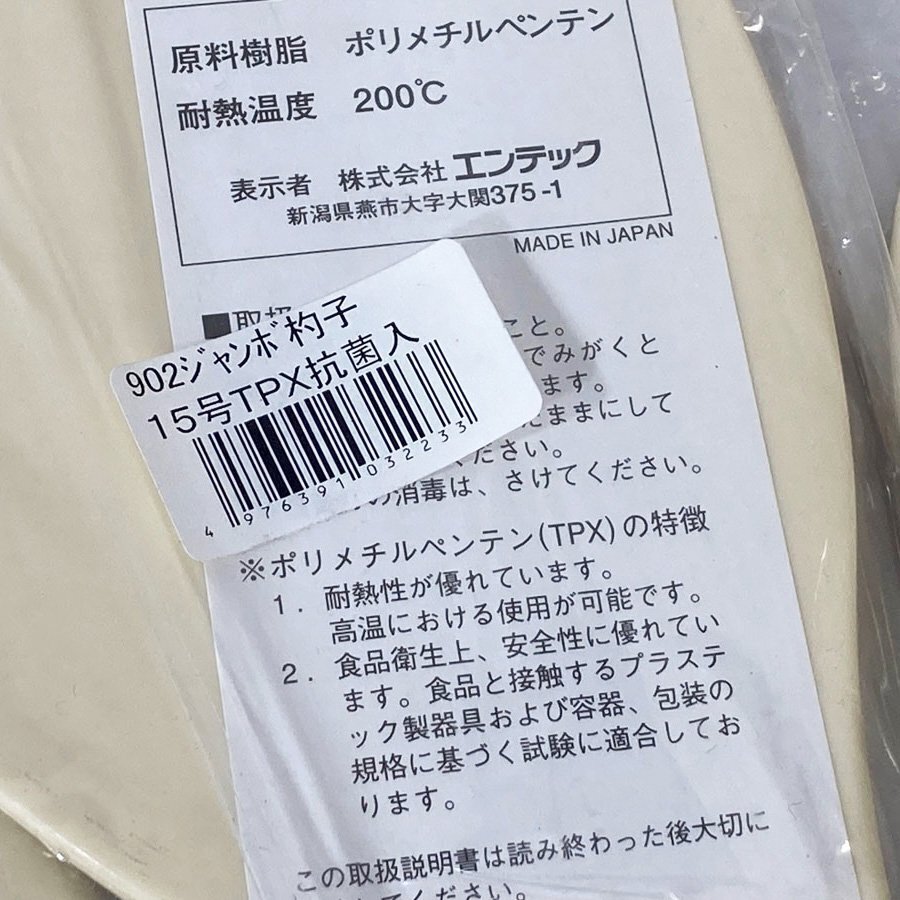 原料樹脂 ポリメチルペンテン
耐熱温度 200℃
表示者 株式会社 エンテック
新潟県燕市大字大関375-1
MADE IN JAPAN
■取扱
こと。
でみがくと
ます。
たままにして
ください。
の消毒は、さけてください。
902ジャンボ杓子
15号TPX抗菌入
4976391032233
※ポリメチルペンテン(TPX)の特徴
1. 耐熱性が優れています。
高温における使用が可能です。
2. 食品衛生上、安全性に優れてい
ます。食品と接触するプラステ
ック製器具および容器、包装の
規格に基づく試験に適合してお
ります。
この取扱説明書は読み終わった後大切に
してください。